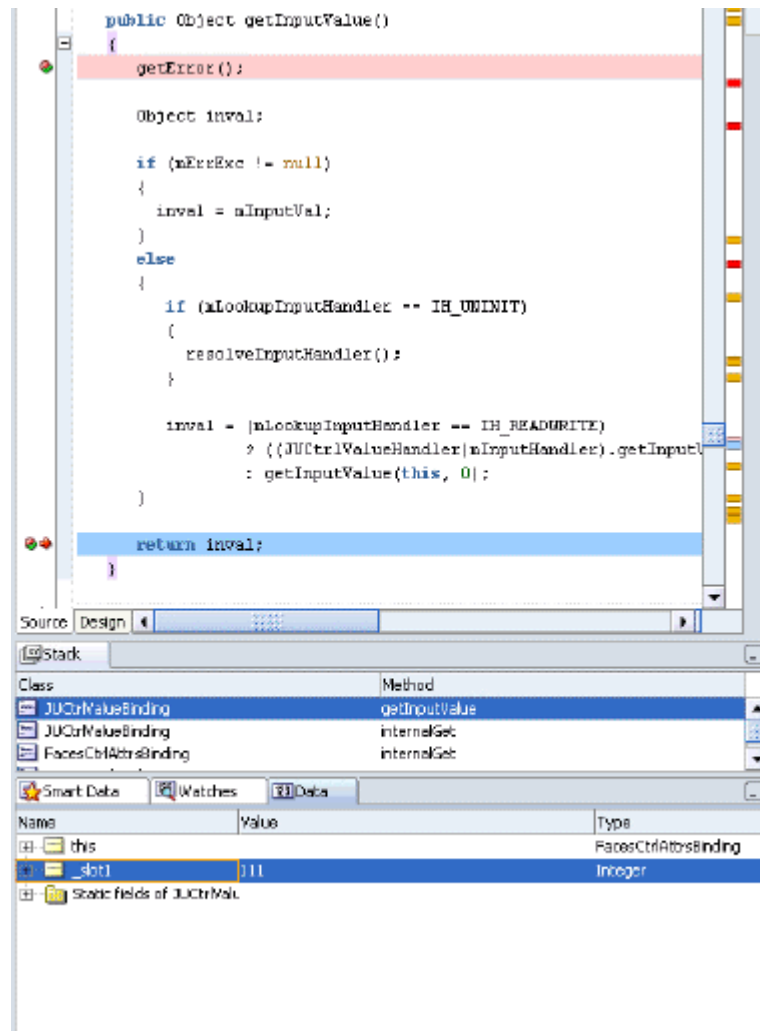 public Object getInputValue()
{
getError();
Object inval;
if (mErrExc != null)
{
inval = mInputVal;
}
else
{
if (mLookupInputHandler == IH_UNINIT)
{
resolveInputHandler();
}
inval = (mLookupInputHandler == IH_READWRITE)
? ((JUCtrlValueHandler)mInputHandler).getInputV
: getInputValue(this, 0);
}
return inval;
}
Source Design
Stack
Class Method
JUCtrlValueBinding getInputValue
JUCtrlValueBinding internalGet
FacesCtrlAttrsBinding internalGet
Smart Data Watches Data
Name Value Type
this FacesCtrlAttrsBinding
_slot1 111 Integer
Static fields of JUCtrlValu